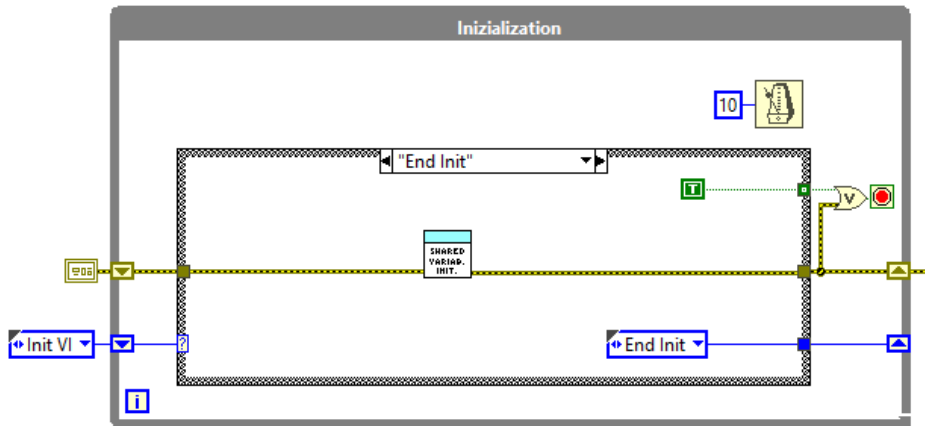 Inizialization
10
"End Init"
T
V
SHARED
VARIAB.
INIT.
Init VI
?
End Init
i